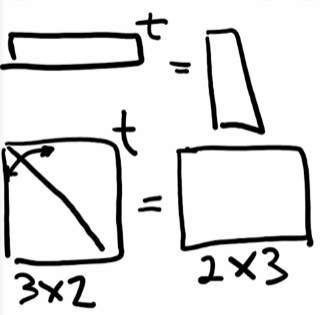 t
=
t
=
3×2
2×3